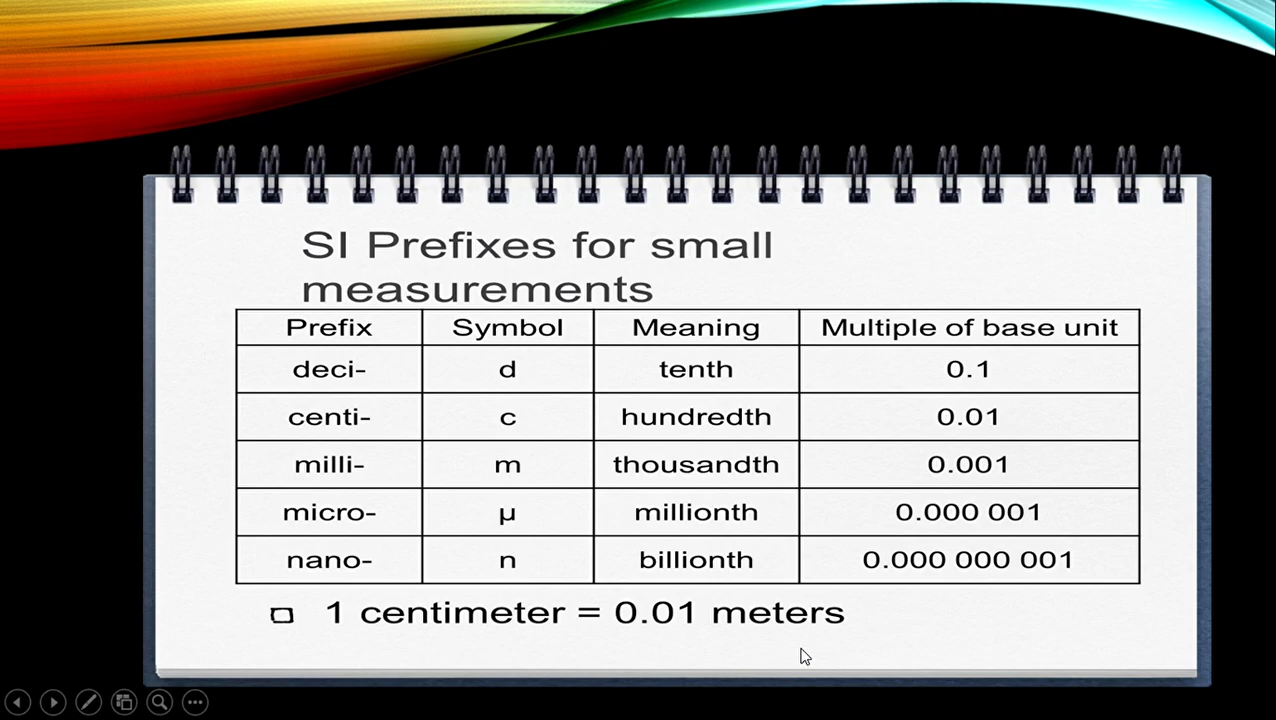 SI Prefixes for small
measurements
Prefix Symbol Meaning Multiple of base unit
deci- d tenth 0.1
centi- c hundredth 0.01
milli- m thousandth 0.001
micro- µ millionth 0.000 001
nano- n billionth 0.000 000 001
1 centimeter = 0.01 meters